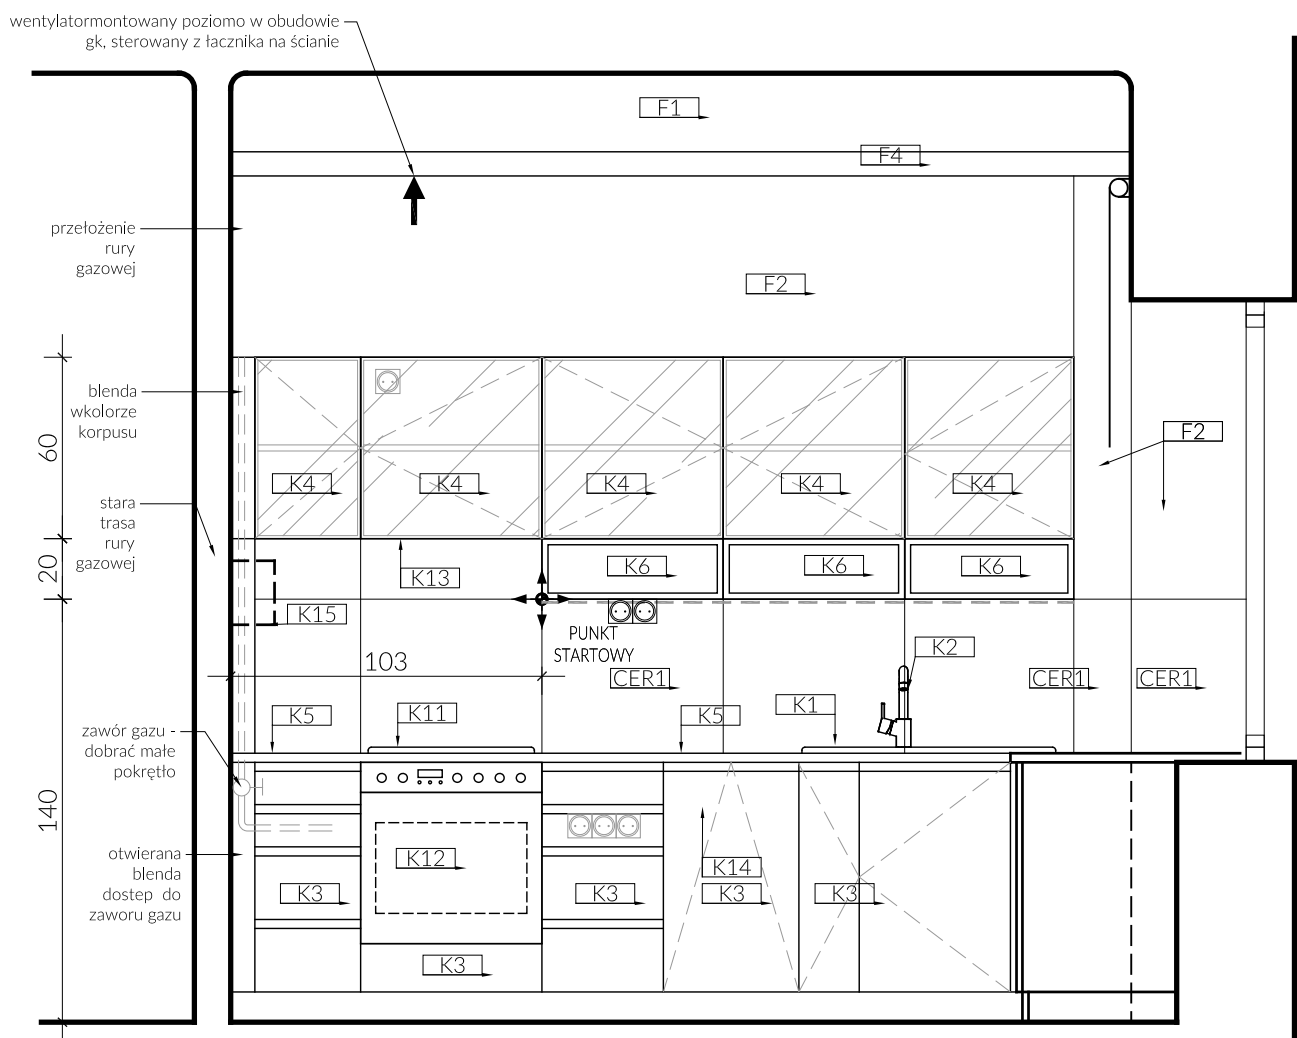 wentylatormontowany poziomo w obudowie
gk, sterowany z łacznika na ścianie
F1
F4
przełożenie
rury
gazowej
F2
blenda
wkolorze
korpusu
60
F2
K4
K4
K4
K4
K4
stara
trasa
rury
gazowej
20
K13
K6
K6
K6
K15
PUNKT
STARTOWY
103
K2
CER1
CER1
CER1
K5
K11
K5
K1
zawór gazu -
dobrać małe
pokrętło
140
otwierana
blenda
dostep do
zaworu gazu
K12
K14
K3
K3
K3
K3
K3